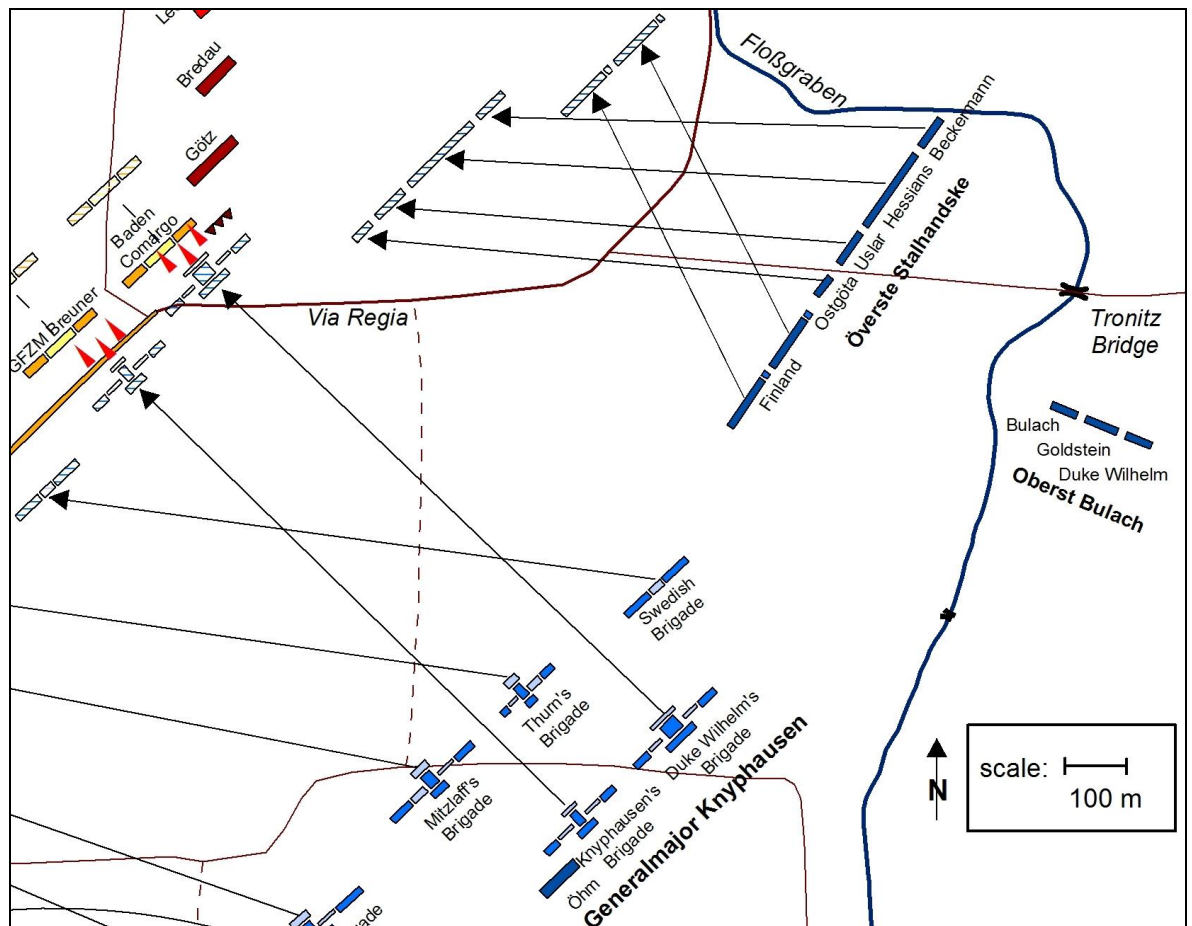 Le
Bredau
Götz
Floßgraben
Baden
Comargo
GFZM Breuner
Via Regia
Beckermann
Hessians
Uslar
Ostgöta
Finland
Överste Stalhandske
Tronitz
Bridge
Bulach
Goldstein
Duke Wilhelm
Oberst Bulach
Swedish
Brigade
Thurn's
Brigade
Duke Wilhelm's
Brigade
Mitzlaff's
Brigade
Knyphausen's
Brigade
Öhm
Generalmajor Knyphausen
gade
N
scale:
100 m